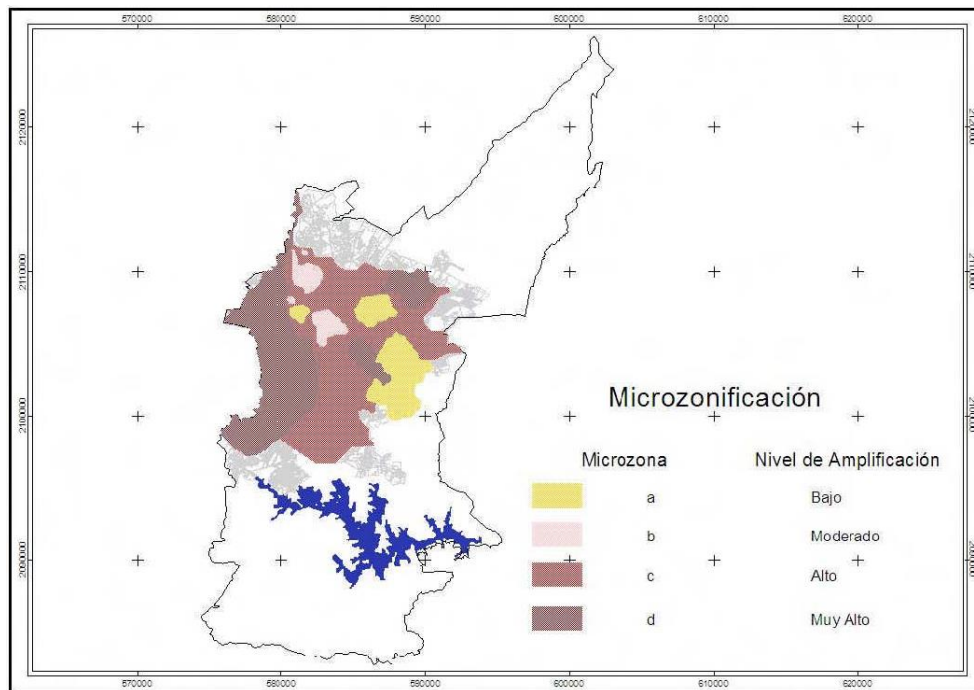 570000 580000 590000 600000 610000 620000
2120000
2110000
2100000
570000 580000 590000 600000 610000 620000
Microzonificación
Microzona Nivel de Amplificación
a Bajo
b Moderado
c Alto
d Muy Alto